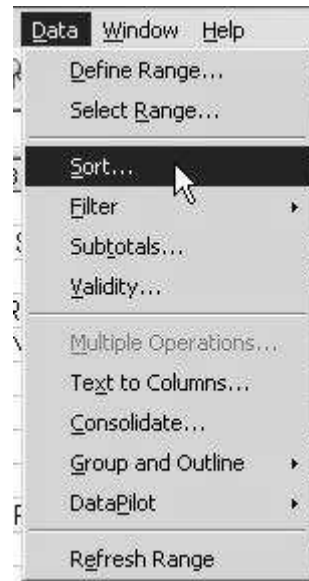 Data Window Help
Define Range...
Select Range...
Sort...
Filter
Subtotals...
Validity...
Multiple Operations...
Text to Columns...
Consolidate...
Group and Outline
DataPilot
Refresh Range